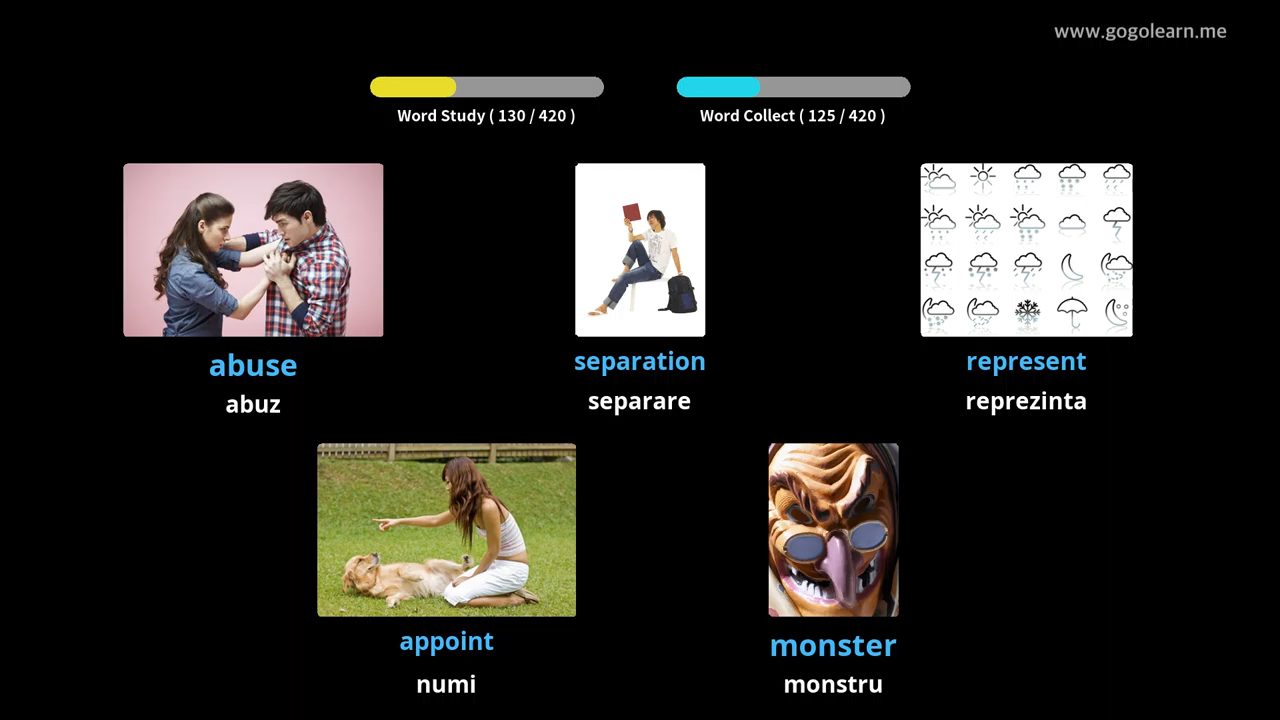 www.gogolearn.me
Word Study ( 130 / 420 )
Word Collect ( 125 / 420 )
abuse
abuz
separation
separare
represent
reprezinta
appoint
numi
monster
monstru